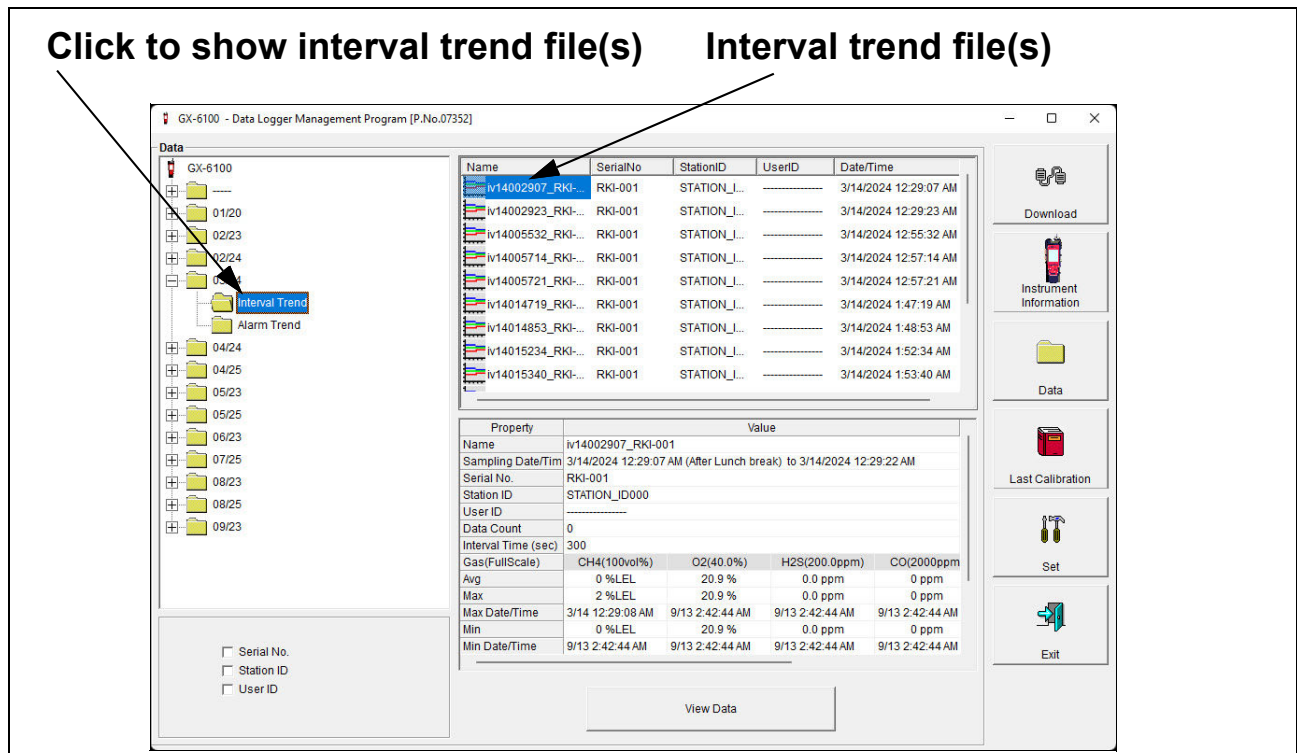 Click to show interval trend file(s) Interval trend file(s)
GX-6100 - Data Logger Management Program [P.No.07352]
Data
GX-6100
-----
01/20
02/23
02/24
Interval Trend
Alarm Trend
04/24
04/25
05/23
05/25
06/23
07/25
08/23
08/25
09/23
Serial No.
Station ID
User ID
Name SerialNo StationID UserID Date/Time
iv14002907_RKI-... RKI-001 STATION_I... --------------- 3/14/2024 12:29:07 AM
iv14002923_RKI-... RKI-001 STATION_I... --------------- 3/14/2024 12:29:23 AM
iv14005532_RKI-... RKI-001 STATION_I... --------------- 3/14/2024 12:55:32 AM
iv14005714_RKI-... RKI-001 STATION_I... --------------- 3/14/2024 12:57:14 AM
iv14005721_RKI-... RKI-001 STATION_I... --------------- 3/14/2024 12:57:21 AM
iv14014719_RKI-... RKI-001 STATION_I... --------------- 3/14/2024 1:47:19 AM
iv14014853_RKI-... RKI-001 STATION_I... --------------- 3/14/2024 1:48:53 AM
iv14015234_RKI-... RKI-001 STATION_I... --------------- 3/14/2024 1:52:34 AM
iv14015340_RKI-... RKI-001 STATION_I... --------------- 3/14/2024 1:53:40 AM
Property Value
Name iv14002907_RKI-001
Sampling Date/Tim 3/14/2024 12:29:07 AM (After Lunch break) to 3/14/2024 12:29:22 AM
Serial No. RKI-001
Station ID STATION_ID000
User ID ---------------
Data Count 0
Interval Time (sec) 300
Gas(FullScale) CH4(100vol%) O2(40.0%) H2S(200.0ppm) CO(2000ppm
Avg 0 %LEL 20.9 % 0.0 ppm 0 ppm
Max 2 %LEL 20.9 % 0.0 ppm 0 ppm
Max Date/Time 3/14 12:29:08 AM 9/13 2:42:44 AM 9/13 2:42:44 AM 9/13 2:42:44 AM
Min 0 %LEL 20.9 % 0.0 ppm 0 ppm
Min Date/Time 9/13 2:42:44 AM 9/13 2:42:44 AM 9/13 2:42:44 AM 9/13 2:42:44 AM
View Data
Download
Instrument
Information
Data
Last Calibration
Set
Exit